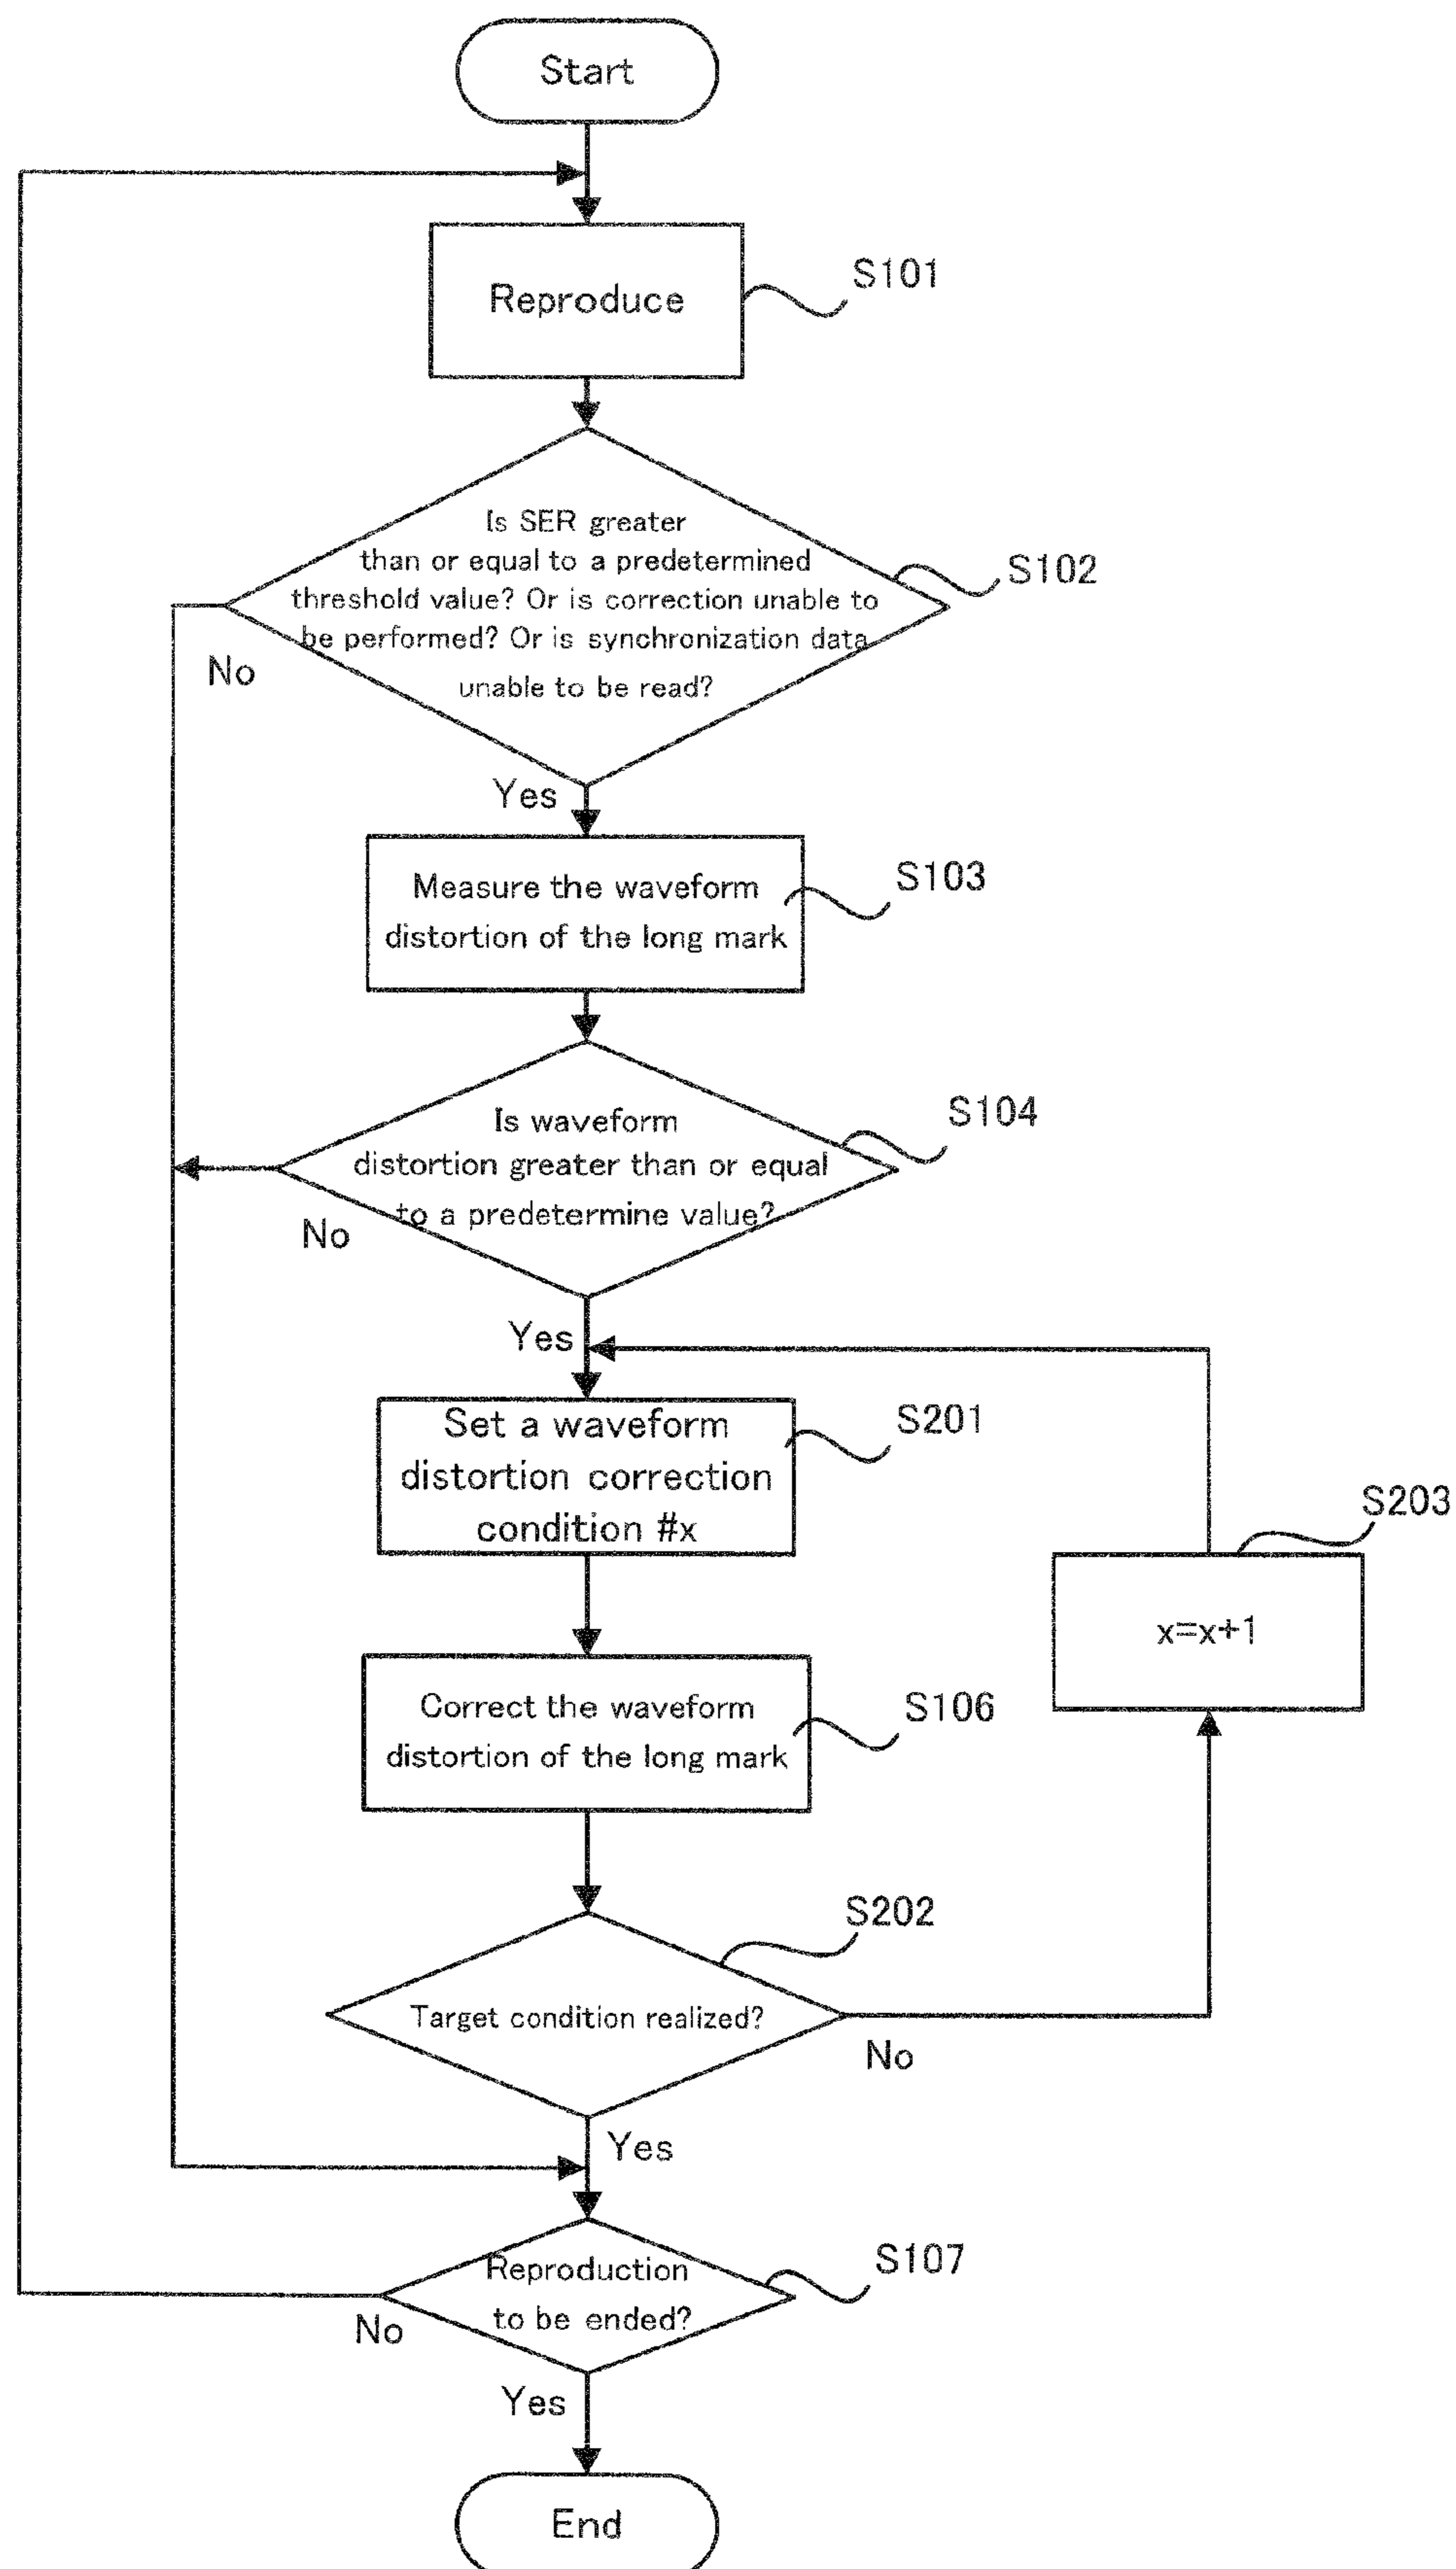 Start
Reproduce
S101
Is SER greater
than or equal to a predetermined
threshold value? Or is correction unable to
be performed? Or is synchronization data
unable to be read?
S102
No
Yes
Measure the waveform
distortion of the long mark
S103
Is waveform
distortion greater than or equal
to a predetermine value?
S104
No
Yes
Set a waveform
distortion correction
condition #x
S201
S203
x=x+1
Correct the waveform
distortion of the long mark
S106
S202
Target condition realized?
No
Yes
Reproduction
to be ended?
S107
No
Yes
End